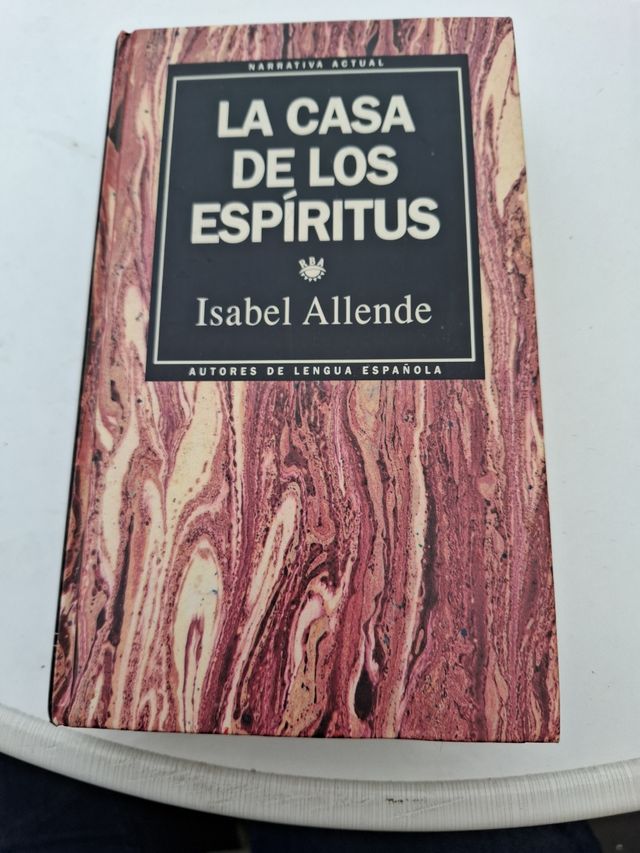 NARRATIVA ACTUAL
LA CASA
DE LOS
ESPÍRITUS
RBA
Isabel Allende
AUTORES DE LENGUA ESPAÑOLA